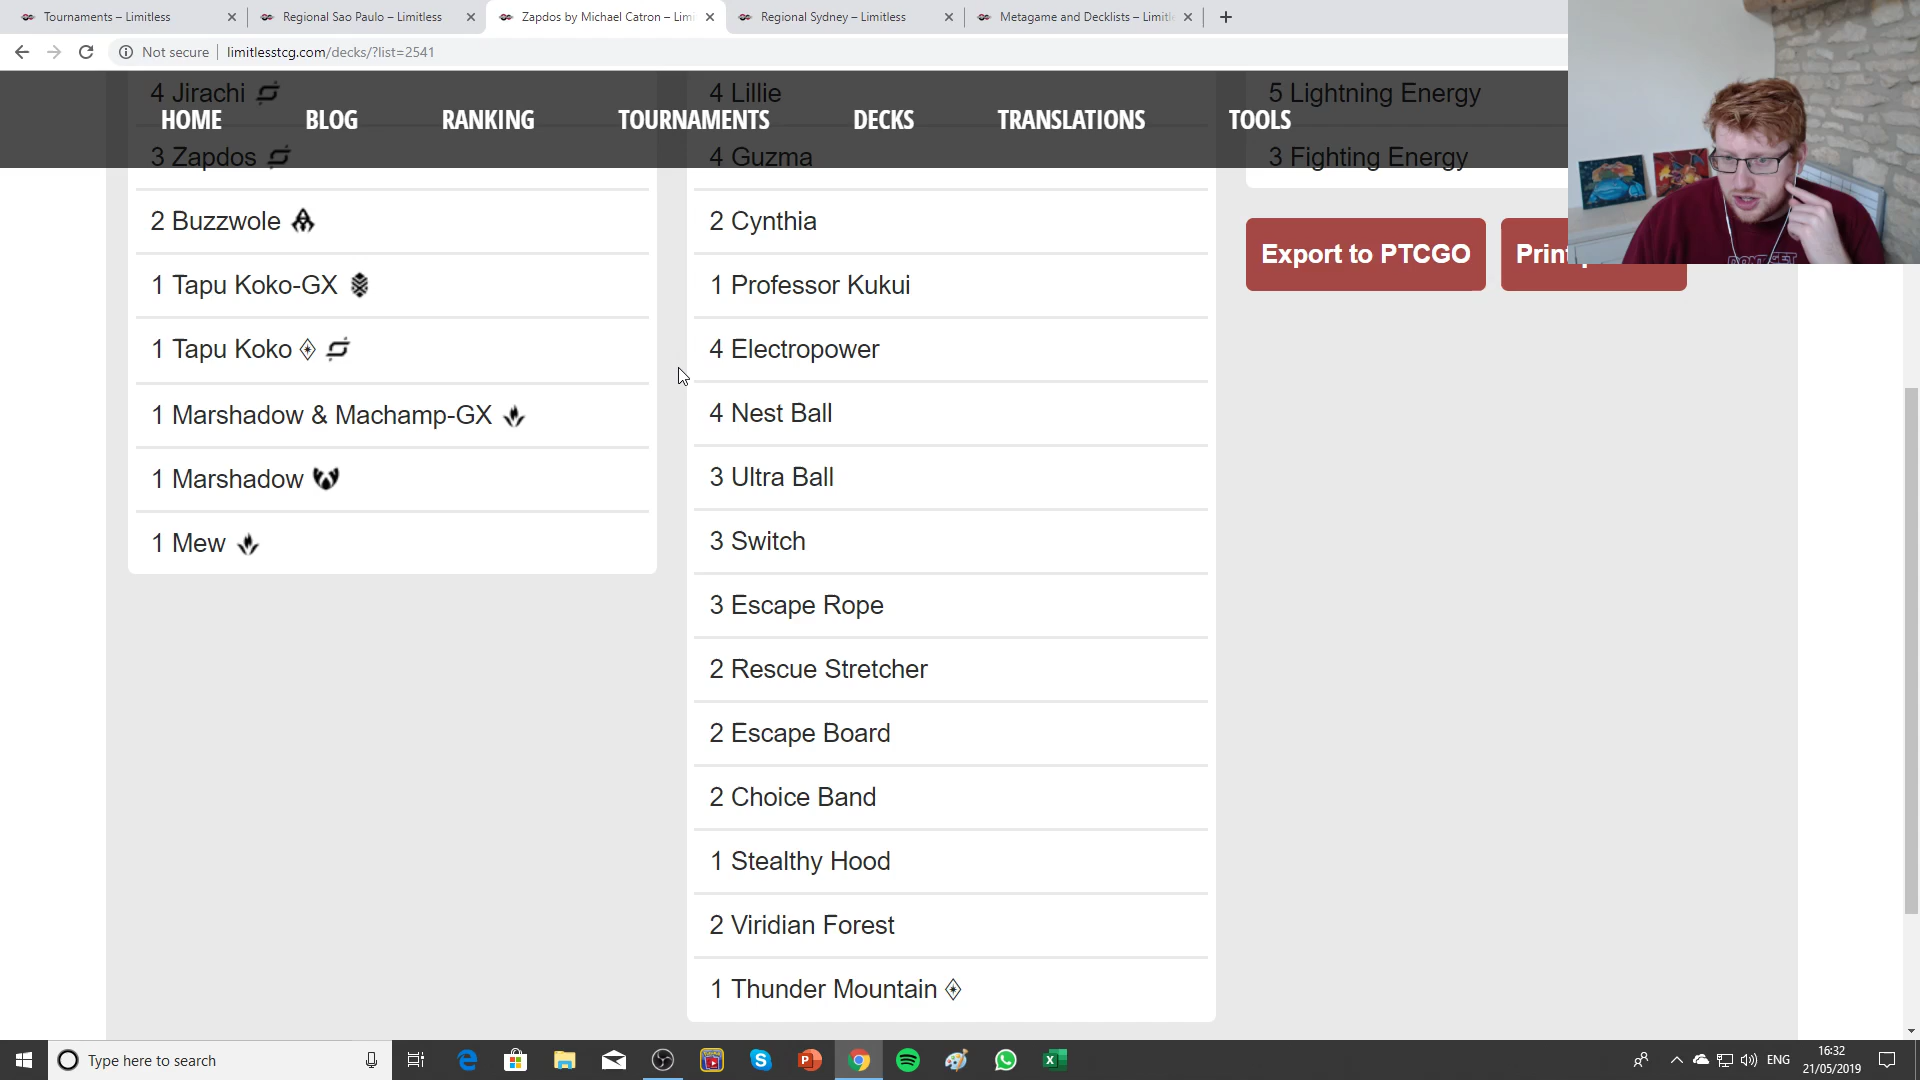 Tournaments – Limitless
Regional Sao Paulo – Limitless
Zapdos by Michael Catron – Lim
Regional Sydney – Limitless
Metagame and Decklists – Limitl
Not secure
limitlesstcg.com/decks/?list=2541
HOME
BLOG
RANKING
TOURNAMENTS
DECKS
TRANSLATIONS
TOOLS
4 Jirachi
3 Zapdos
2 Buzzwole
1 Tapu Koko-GX
1 Tapu Koko
1 Marshadow & Machamp-GX
1 Marshadow
1 Mew
4 Lillie
4 Guzma
2 Cynthia
1 Professor Kukui
4 Electropower
4 Nest Ball
3 Ultra Ball
3 Switch
3 Escape Rope
2 Rescue Stretcher
2 Escape Board
2 Choice Band
1 Stealthy Hood
2 Viridian Forest
1 Thunder Mountain
5 Lightning Energy
3 Fighting Energy
Export to PTCGO
Print
Type here to search
ENG
16:32
21/05/2019